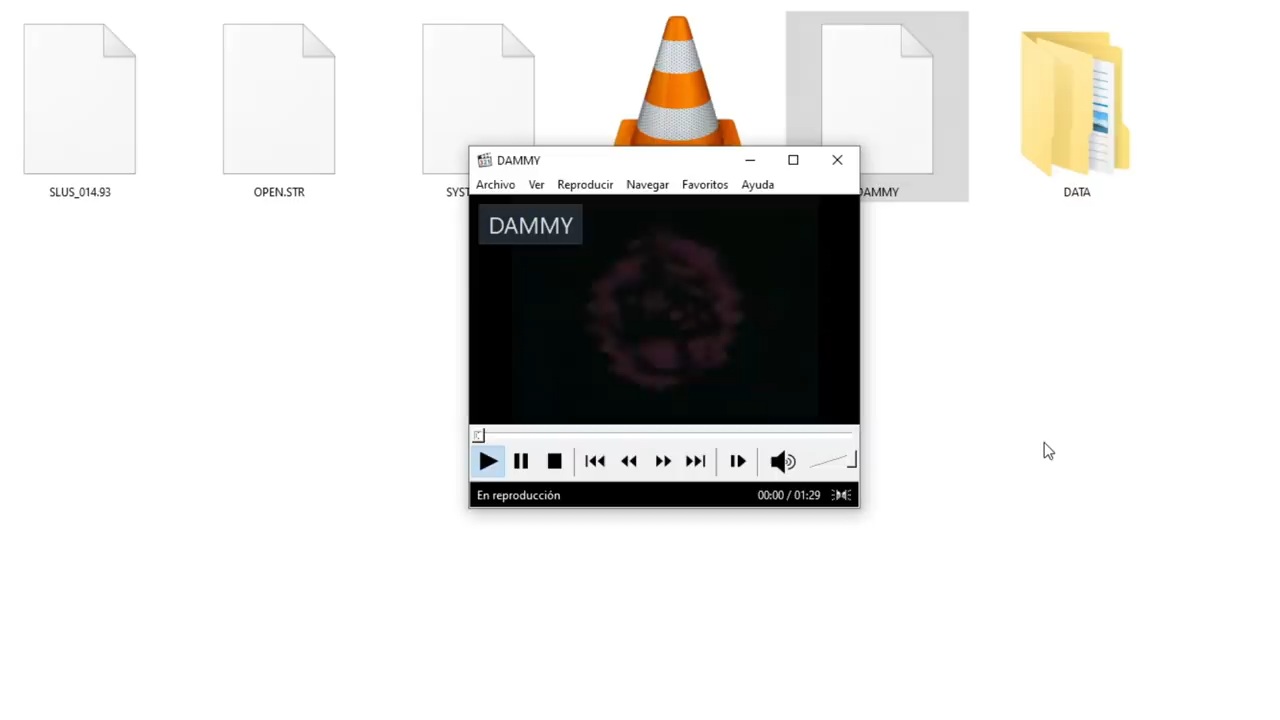 SLUS_014.93
OPEN.STR
SYST
DAMMY
DATA
DAMMY
Archivo Ver Reproducir Navegar Favoritos Ayuda
DAMMY
En reproducción 00:00 / 01:29